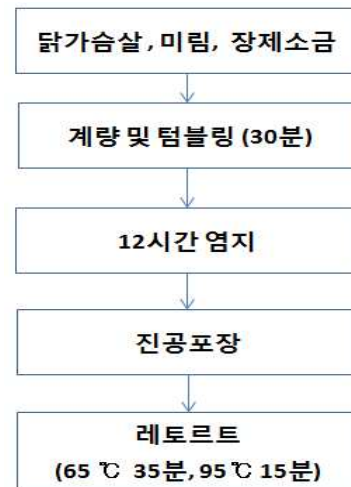 닭가슴살, 미림, 장제소금
계량 및 텀블링 (30분)
12시간 염지
진공포장
레토르트
(65 ℃ 35분, 95℃ 15분)